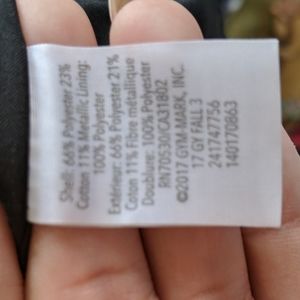 Shell: 66% Polyester 23%
Cotton 11% Metallic Lining:
100% Polyester
Extérieur: 66% Polyester 21%
Coton 11% Fibre métallique
Doublure: 100% Polyester
RN70530/CA31802
©2017 GYM-MARK, INC.
17 GY FALL 3
241747756
140170863